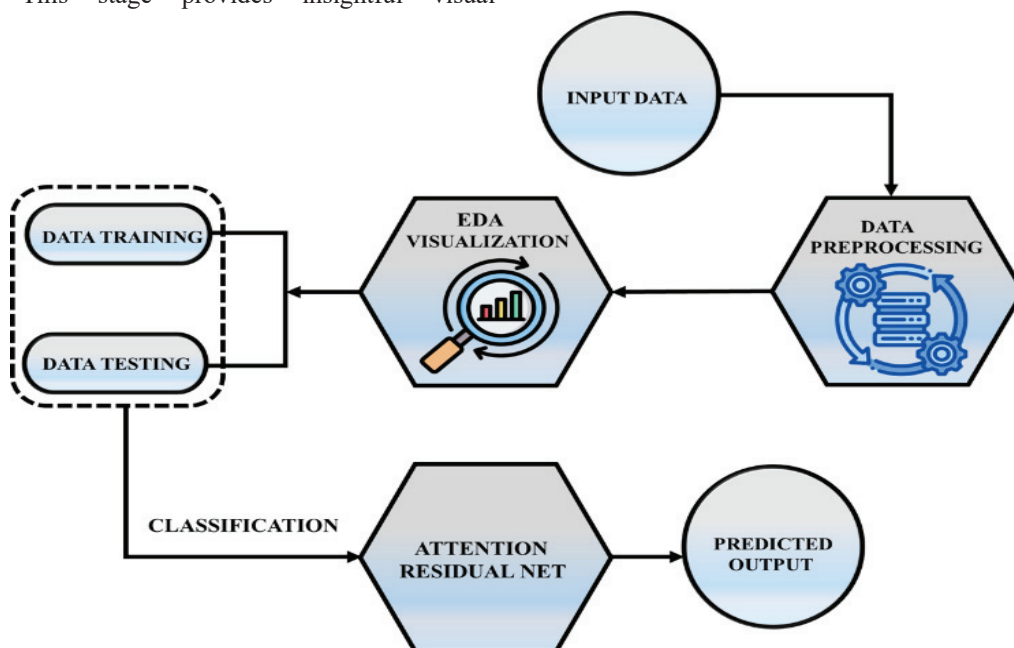 This stage provides insightful visual
INPUT DATA
DATA
PREPROCESSING
EDA
VISUALIZATION
DATA TRAINING
DATA TESTING
CLASSIFICATION
ATTENTION
RESIDUAL NET
PREDICTED
OUTPUT